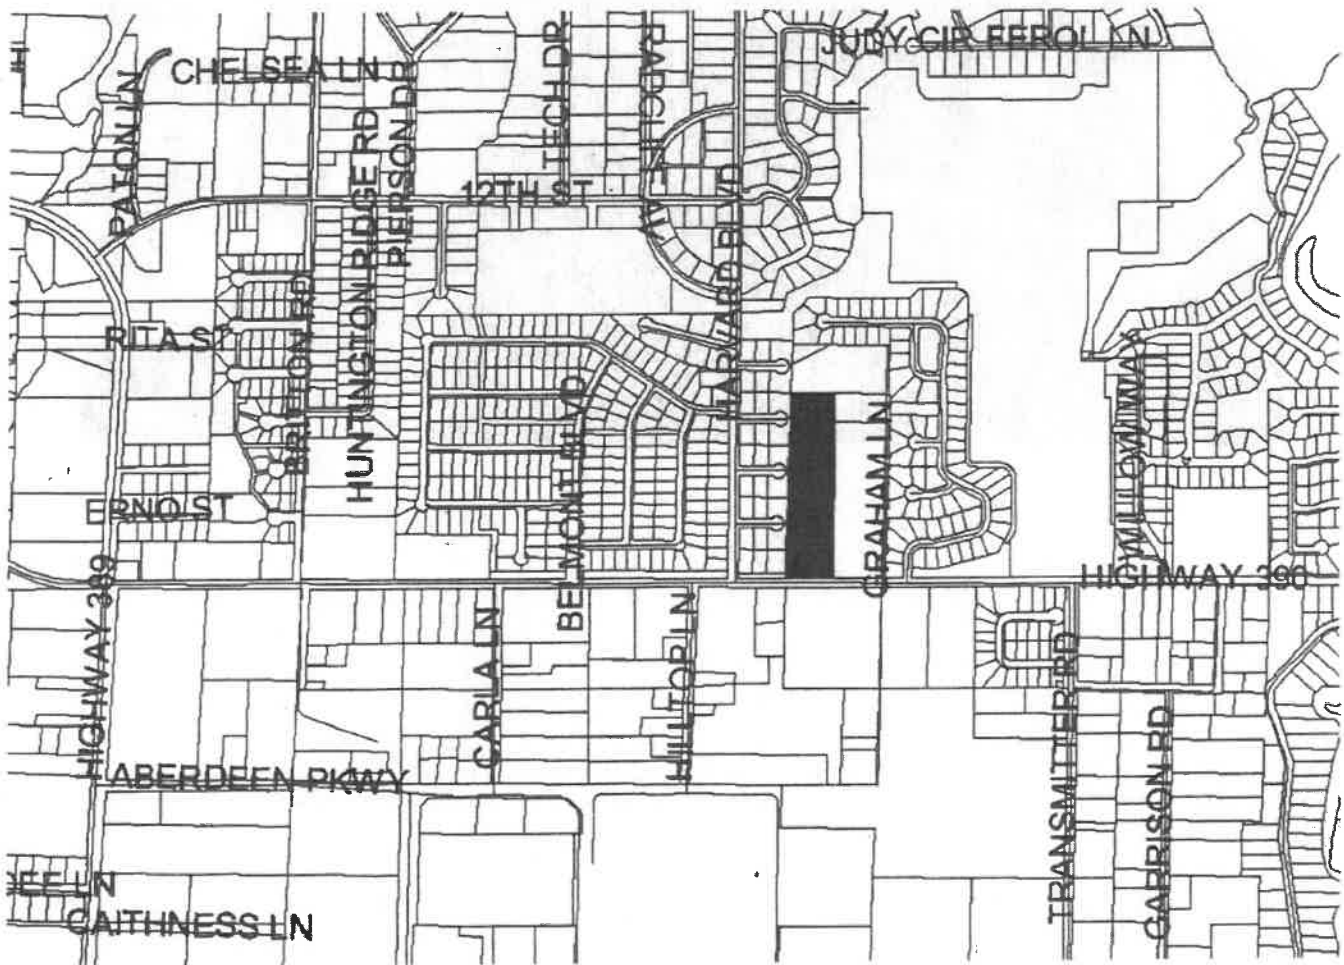 JUDY CIR
FEROL LN
CHELSEA LN
PATON LN
TECH DR
HUNTINGTON RIDGE RD
PIERSON DR
12TH ST
HARVARD BLVD
RITA ST
BRITTON RD
BELMONT BLVD
GRAHAM LN
WILLOW WAY
ERNO ST
HIGHWAY 390
HIGHWAY 389
CARLA LN
HILLTOP LN
TRANSMITTER RD
GARRISON RD
ABERDEEN PKWY
CAITHNESS LN